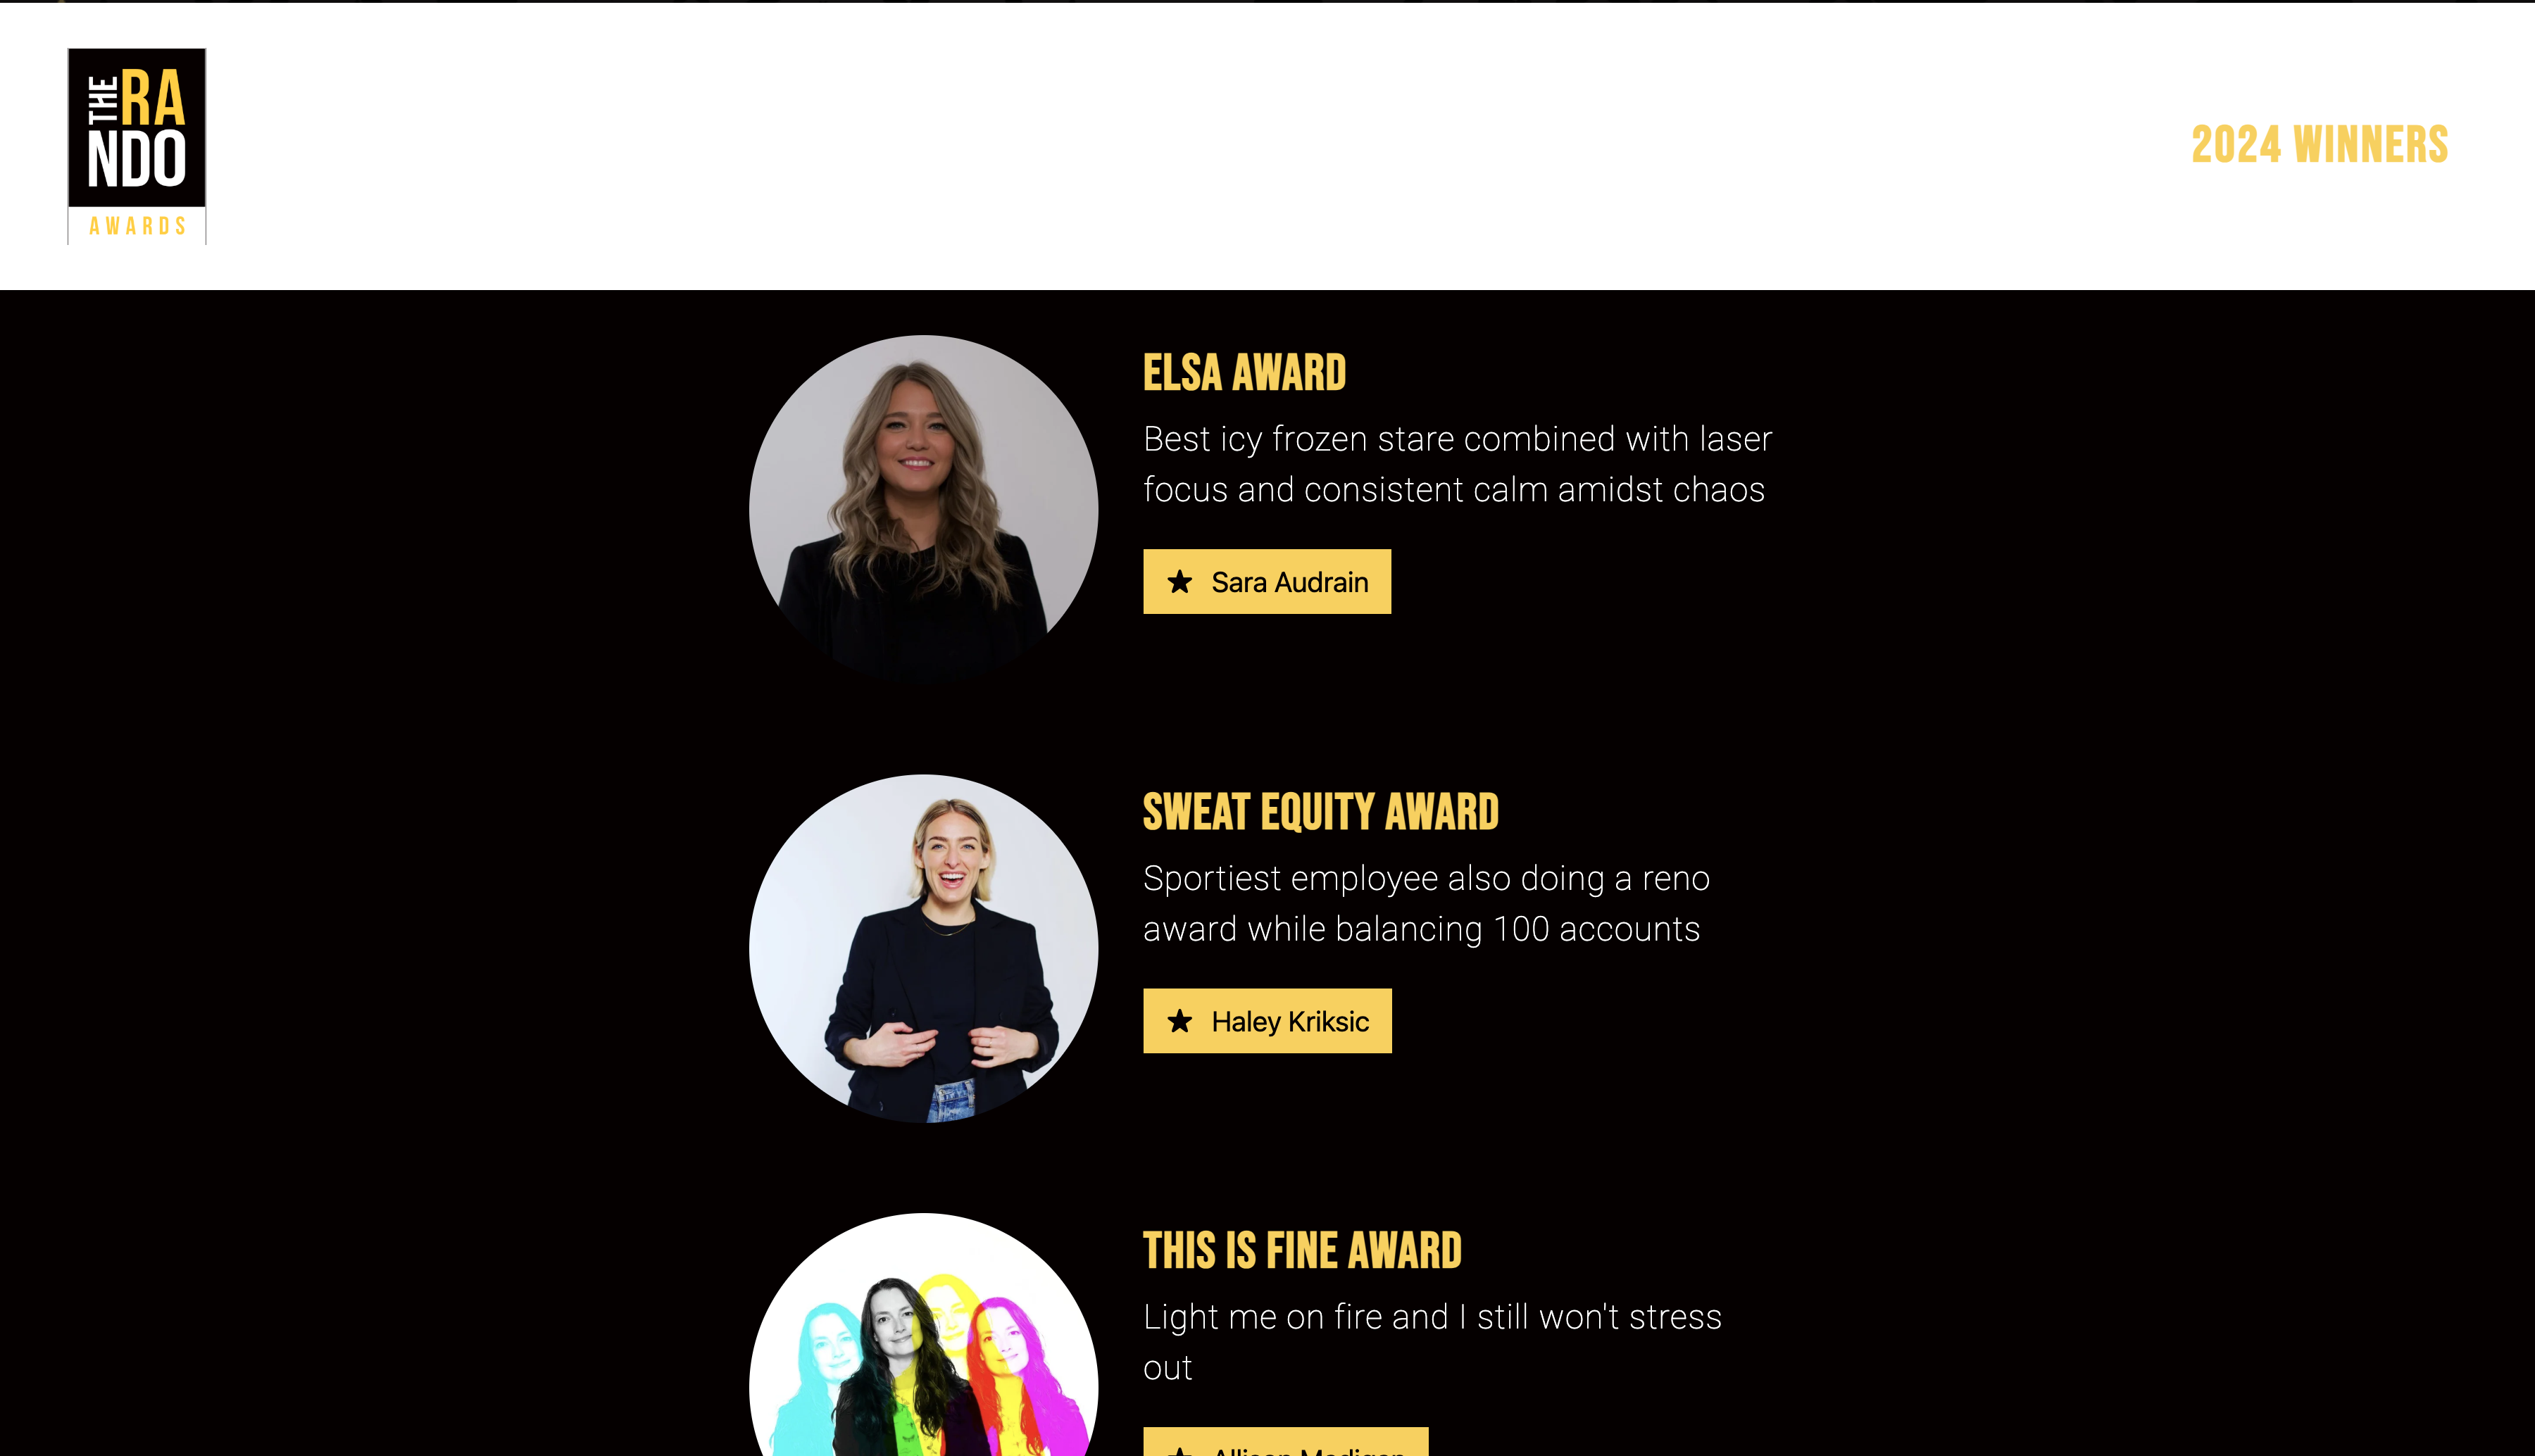 THE RA
NDO
AWARDS
2024 WINNERS
ELSA AWARD
Best icy frozen stare combined with laser
focus and consistent calm amidst chaos
★ Sara Audrain
SWEAT EQUITY AWARD
Sportiest employee also doing a reno
award while balancing 100 accounts
★ Haley Kriksic
THIS IS FINE AWARD
Light me on fire and I still won't stress
out